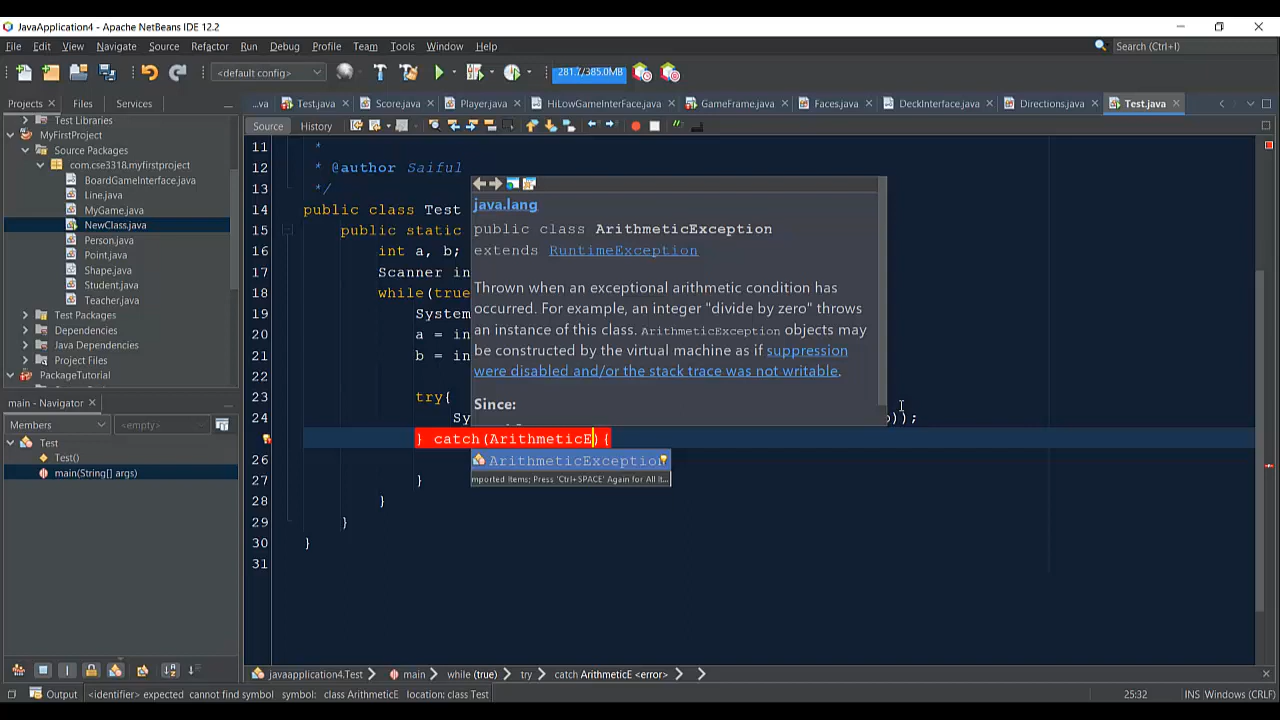 JavaApplication4 - Apache NetBeans IDE 12.2
File Edit View Navigate Source Refactor Run Debug Profile Team Tools Window Help
Search (Ctrl+I)
<default config>
281.7/385.0MB
Projects Files Services
...va Test.java Score.java Player.java HiLowGameInterFace.java GameFrame.java Faces.java DeckInterface.java Directions.java Test.java
Source History
Test Libraries
MyFirstProject
Source Packages
com.cse3318.myfirstproject
BoardGameInterface.java
Line.java
MyGame.java
NewClass.java
Person.java
Point.java
Shape.java
Student.java
Teacher.java
Test Packages
Dependencies
Java Dependencies
Project Files
PackageTutorial
main - Navigator
Members <empty>
Test
Test()
main(String[] args)
11 *
12 * @author Saiful
13 */
14 public class Test
15 public static
16 int a, b;
17 Scanner in
18 while(true
19 System
20 a = in
21 b = in
22
23 try{
24 Sy ));
} catch(ArithmeticE){
26
27 }
28 }
29 }
30 }
31
java.lang
public class ArithmeticException
extends RuntimeException
Thrown when an exceptional arithmetic condition has
occurred. For example, an integer "divide by zero" throws
an instance of this class. ArithmeticException objects may
be constructed by the virtual machine as if suppression
were disabled and/or the stack trace was not writable.
Since:
ArithmeticException
mported Items; Press 'Ctrl+SPACE' Again for All It...
javaapplication4.Test main while (true) try catch ArithmeticE <error>
Output <identifier> expected cannot find symbol symbol: class ArithmeticE location: class Test
25:32 INS Windows (CRLF)